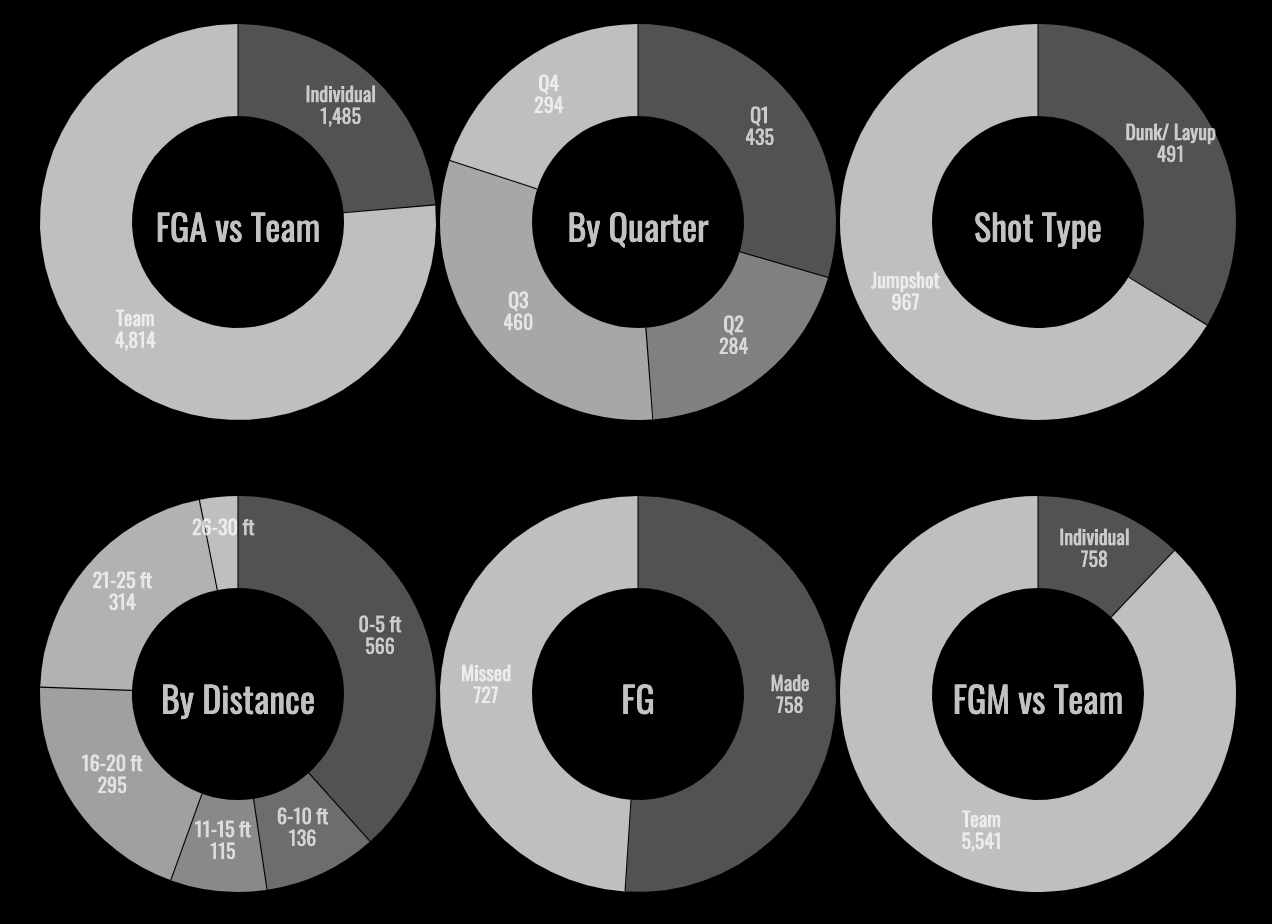 Individual
1,485
FGA vs Team
Team
4,814
Q4
294
Q1
435
By Quarter
Q3
460
Q2
284
Dunk/ Layup
491
Shot Type
Jumpshot
967
26-30 ft
21-25 ft
314
0-5 ft
566
By Distance
16-20 ft
295
11-15 ft
115
6-10 ft
136
Missed
727
FG
Made
758
Individual
758
FGM vs Team
Team
5,541